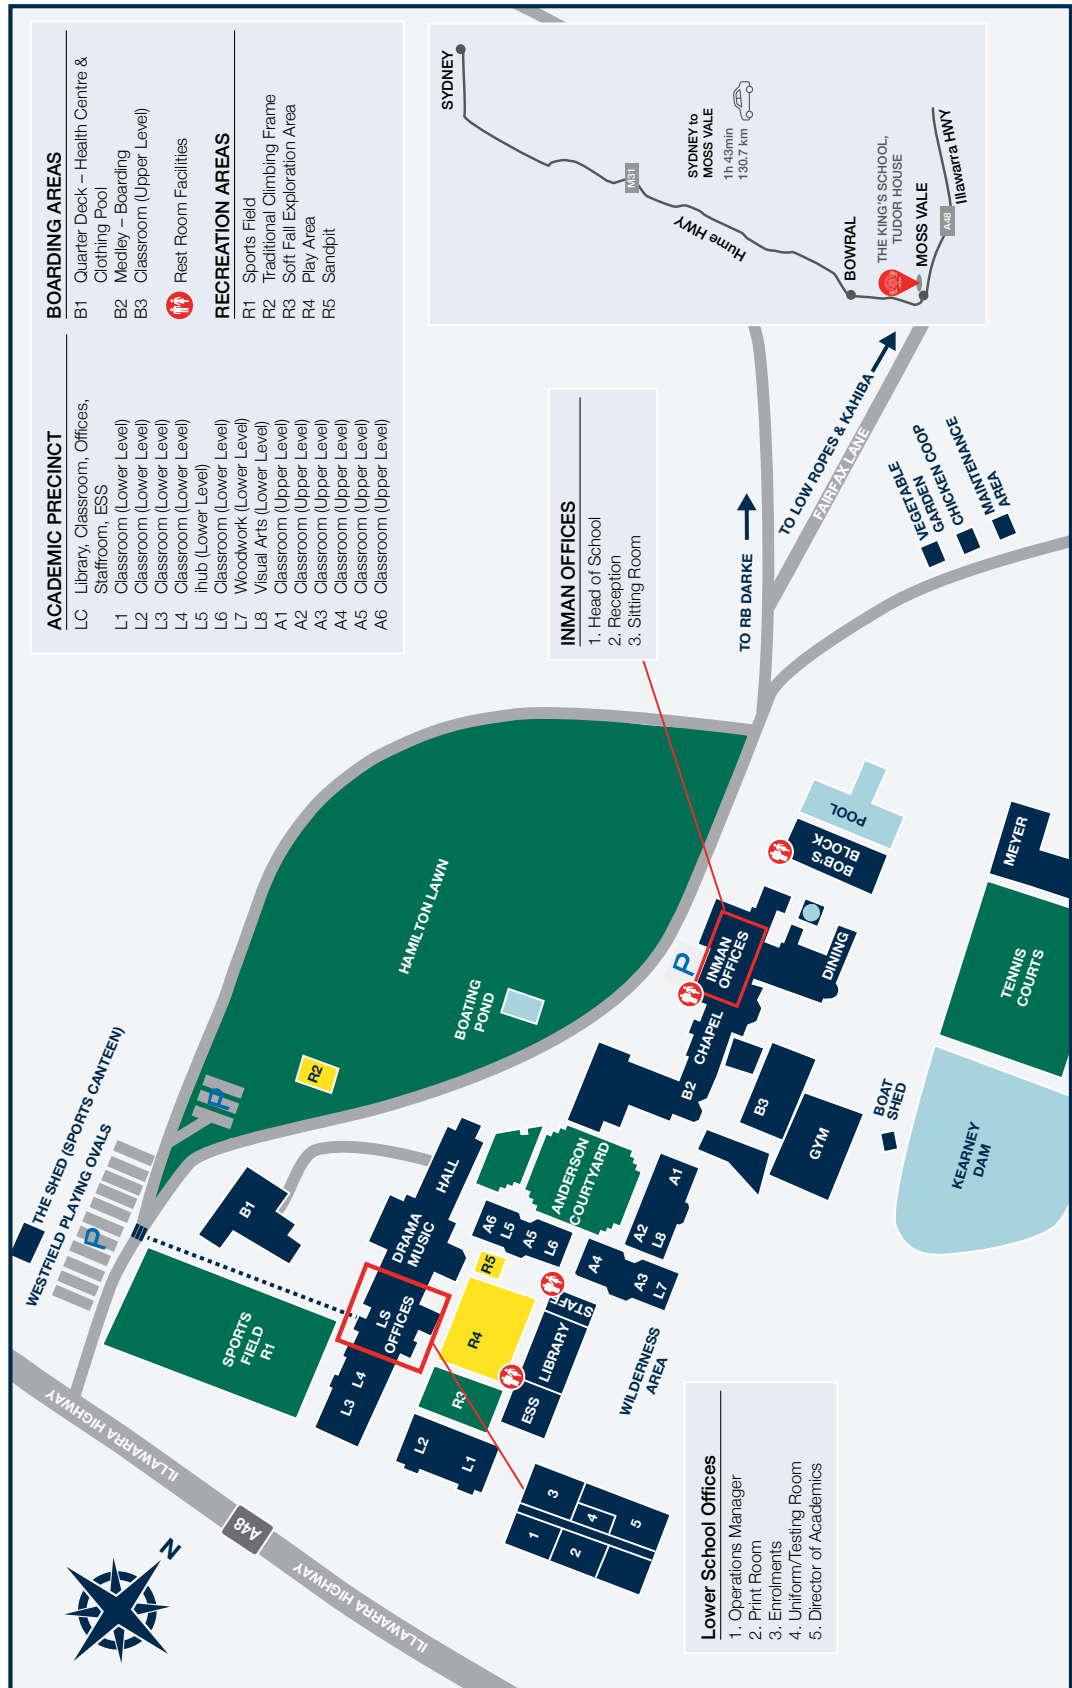 ACADEMIC PRECINCT
LC Library, Classroom, Offices,
Staffroom, ESS
L1 Classroom (Lower Level)
L2 Classroom (Lower Level)
L3 Classroom (Lower Level)
L4 Classroom (Lower Level)
L5 ihub (Lower Level)
L6 Classroom (Lower Level)
L7 Woodwork (Lower Level)
L8 Visual Arts (Lower Level)
A1 Classroom (Upper Level)
A2 Classroom (Upper Level)
A3 Classroom (Upper Level)
A4 Classroom (Upper Level)
A5 Classroom (Upper Level)
A6 Classroom (Upper Level)
BOARDING AREAS
B1 Quarter Deck – Health Centre &
Clothing Pool
B2 Medley – Boarding
B3 Classroom (Upper Level)
Rest Room Facilities
RECREATION AREAS
R1 Sports Field
R2 Traditional Climbing Frame
R3 Soft Fall Exploration Area
R4 Play Area
R5 Sandpit
SYDNEY
M31
Hume HWY
SYDNEY to
MOSS VALE
1h 43min
130.7 km
BOWRAL
THE KING'S SCHOOL,
TUDOR HOUSE
MOSS VALE
A48
Illawarra HWY
INMAN OFFICES
1. Head of School
2. Reception
3. Sitting Room
TO RB DARKE
TO LOW ROPES & KAHIBA
FAIRFAX LANE
VEGETABLE
GARDEN
CHICKEN COOP
MAINTENANCE
AREA
THE SHED (SPORTS CANTEEN)
WESTFIELD PLAYING OVALS
P
P
R2
HAMILTON LAWN
BOATING
POND
ILLAWARRA HIGHWAY
A48
ILLAWARRA HIGHWAY
N
SPORTS
FIELD
R1
B1
HALL
DRAMA
MUSIC
LS
OFFICES
L3 L4
L2
L1
R3
R4
R5
A6
L5
A5
L6
ANDERSON
COURTYARD
A4
A3
L7
A2
L8
A1
STAFF
LIBRARY
ESS
WILDERNESS
AREA
P
INMAN
OFFICES
CHAPEL
B2
B3
GYM
DINING
BOB'S
BLOCK
POOL
BOAT
SHED
KEARNEY
DAM
TENNIS
COURTS
MEYER
1
2
3
4
5
Lower School Offices
1. Operations Manager
2. Print Room
3. Enrolments
4. Uniform/Testing Room
5. Director of Academics